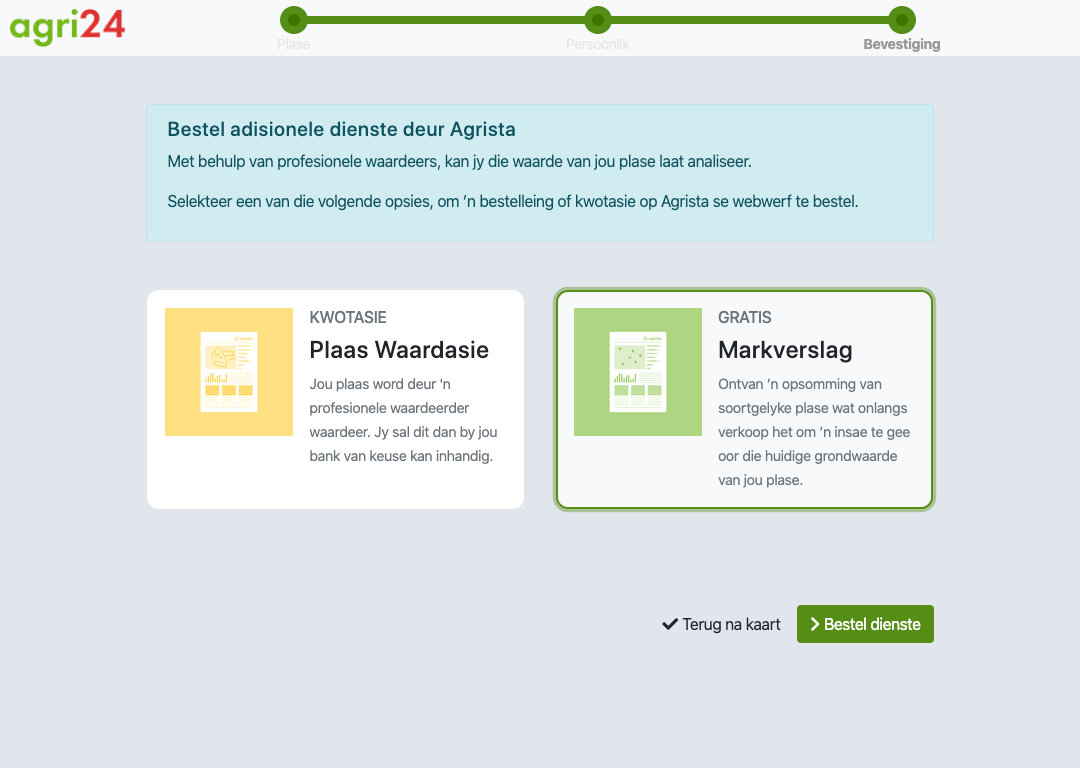 agri24
Plase
Persoonlik
Bevestiging
Bestel adisionele dienste deur Agrista
Met behulp van profesionele waardeers, kan jy die waarde van jou plase laat analiseer.
Selekteer een van die volgende opsies, om ’n bestelleing of kwotasie op Agrista se webwerf te bestel.
KWOTASIE
Plaas Waardasie
Jou plaas word deur 'n
profesionele waardeerder
waardeer. Jy sal dit dan by jou
bank van keuse kan inhandig.
GRATIS
Markverslag
Ontvan ’n opsomming van
soortgelyke plase wat onlangs
verkoop het om ’n insae te gee
oor die huidige grondwaarde
van jou plase.
Terug na kaart
Bestel dienste